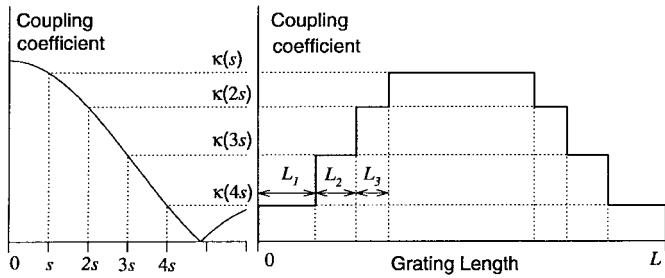 Coupling
coefficient
κ(s)
κ(2s)
κ(3s)
κ(4s)
0 s 2s 3s 4s
Coupling
coefficient
L1 L2 L3
0 Grating Length L